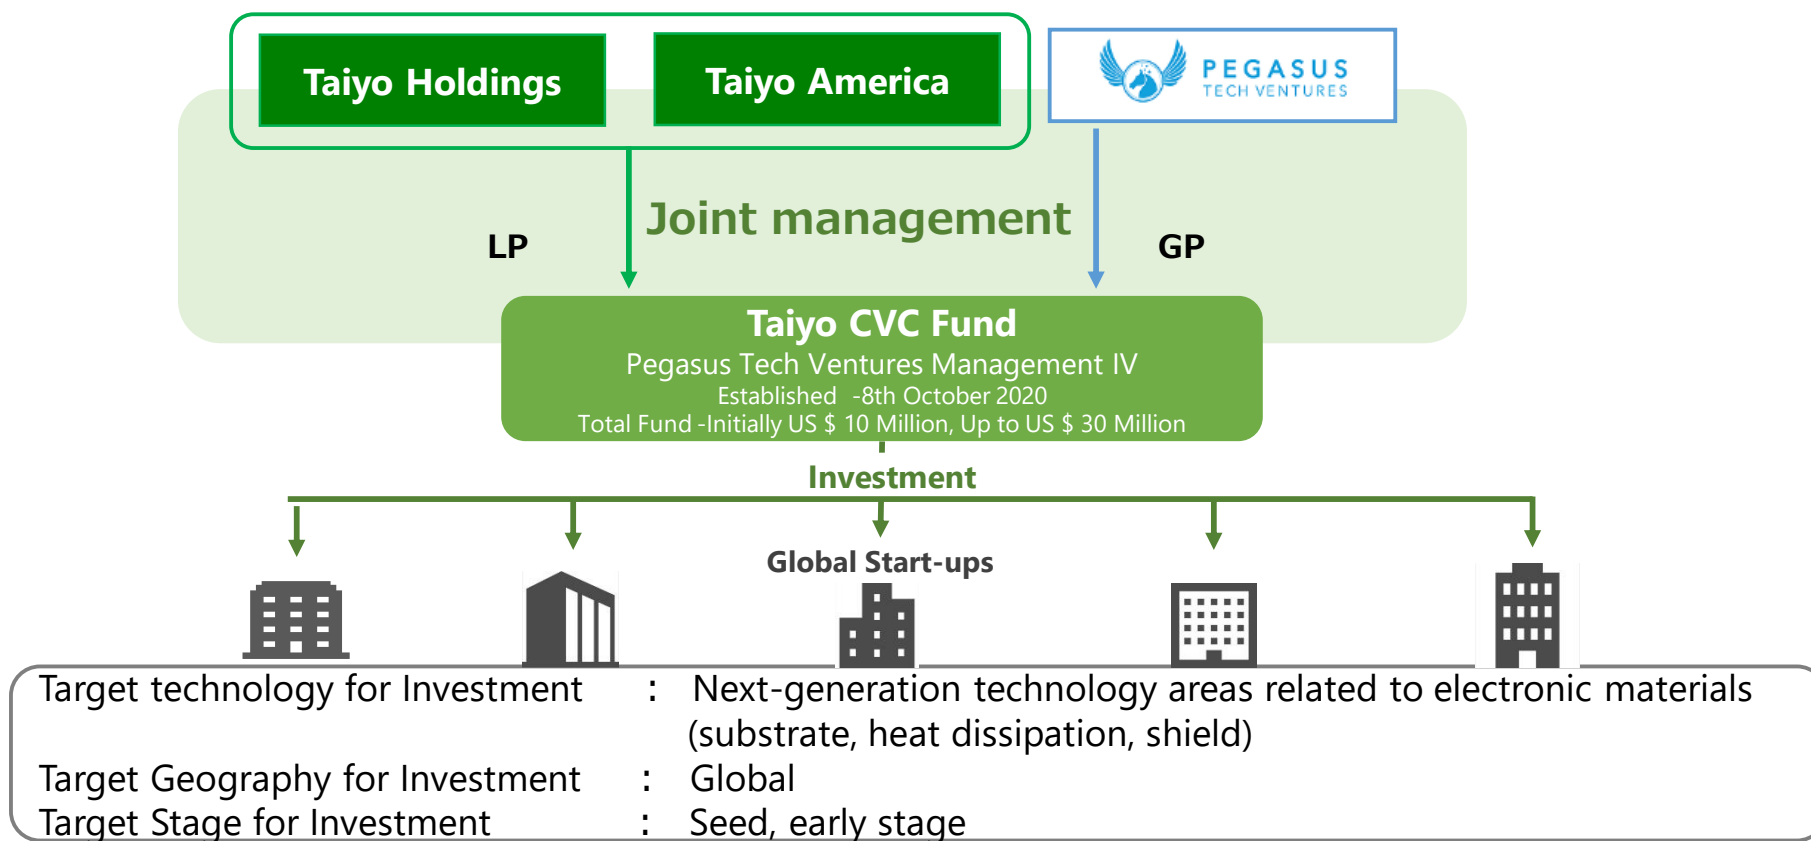 Taiyo Holdings
Taiyo America
PEGASUS
TECH VENTURES
Joint management
LP
GP
Taiyo CVC Fund
Pegasus Tech Ventures Management IV
Established -8th October 2020
Total Fund -Initially US $ 10 Million, Up to US $ 30 Million
Investment
Global Start-ups
Target technology for Investment : Next-generation technology areas related to electronic materials
(substrate, heat dissipation, shield)
Target Geography for Investment : Global
Target Stage for Investment : Seed, early stage